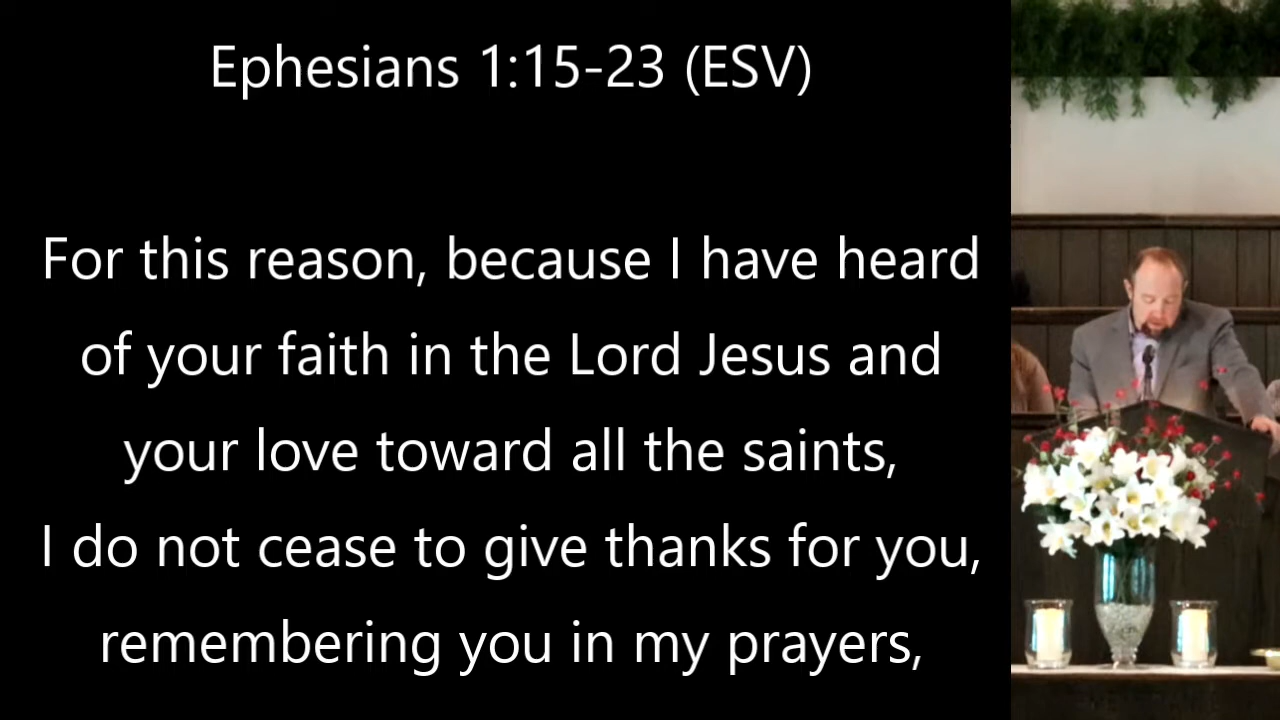 Ephesians 1:15-23 (ESV)
For this reason, because I have heard
of your faith in the Lord Jesus and
your love toward all the saints,
I do not cease to give thanks for you,
remembering you in my prayers,